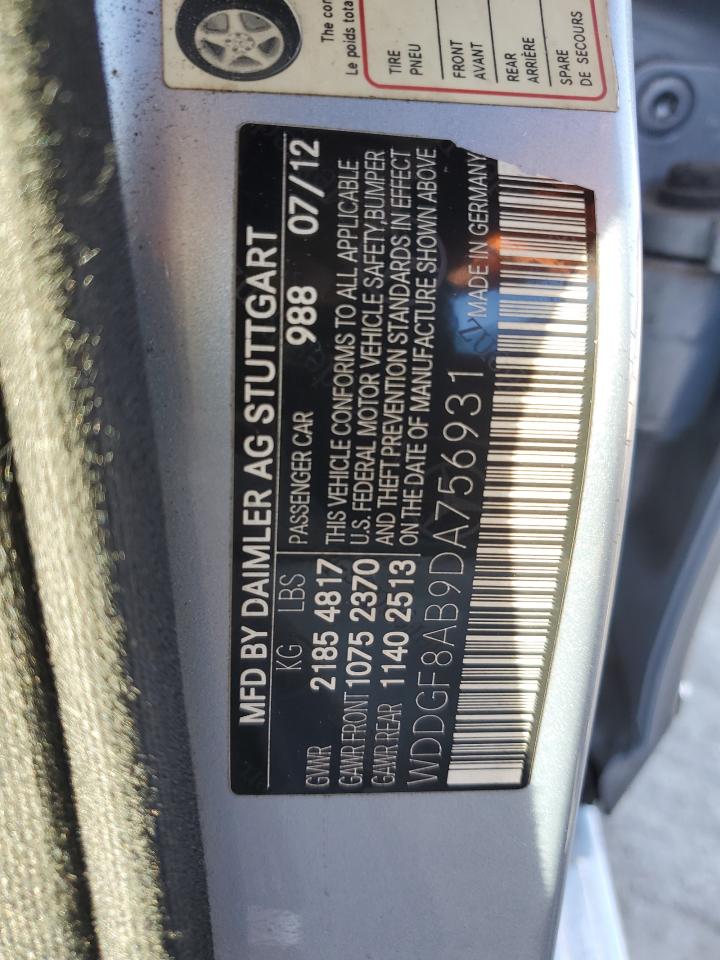 The cor
Le poids tota
TIRE
PNEU
FRONT
AVANT
REAR
ARRIÈRE
SPARE
DE SECOURS
MFD BY DAIMLER AG STUTTGART
KG LBS PASSENGER CAR 988 07/12
GVWR 2185 4817
GAWR FRONT 1075 2370
GAWR REAR 1140 2513
THIS VEHICLE CONFORMS TO ALL APPLICABLE
U.S. FEDERAL MOTOR VEHICLE SAFETY,BUMPER
AND THEFT PREVENTION STANDARDS IN EFFECT
ON THE DATE OF MANUFACTURE SHOWN ABOVE
WDDGF8AB9DA756931
MADE IN GERMANY